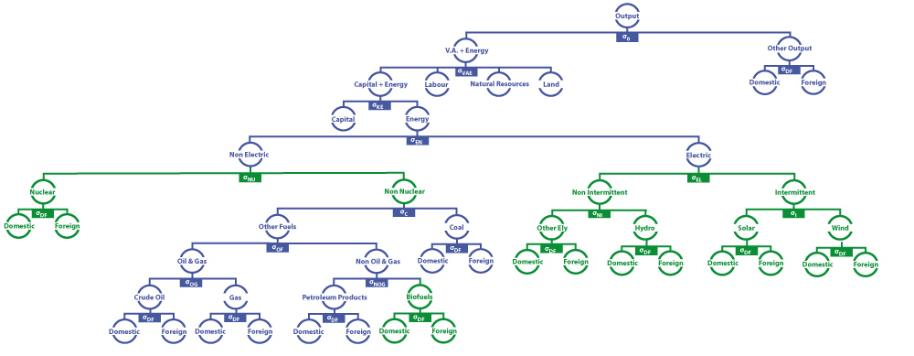 Output
σ0
V.A. + Energy
Other Output
σVAE
σDF
Capital + Energy
Labour
Natural Resources
Land
Domestic
Foreign
σKE
Capital
Energy
σEN
Non Electric
Electric
σNU
σEL
Nuclear
Non Nuclear
Non Intermittent
Intermittent
σDF
σC
σNI
σI
Domestic
Foreign
Other Fuels
Coal
Other Ely
Hydro
Solar
Wind
σOF
σDF
σDF
σDF
σDF
σDF
Oil & Gas
Non Oil & Gas
Domestic
Foreign
Domestic
Foreign
Domestic
Foreign
Domestic
Foreign
Domestic
Foreign
σOG
σNOG
Crude Oil
Gas
Petroleum Products
Biofuels
σDF
σDF
σDF
σDF
Domestic
Foreign
Domestic
Foreign
Domestic
Foreign
Domestic
Foreign